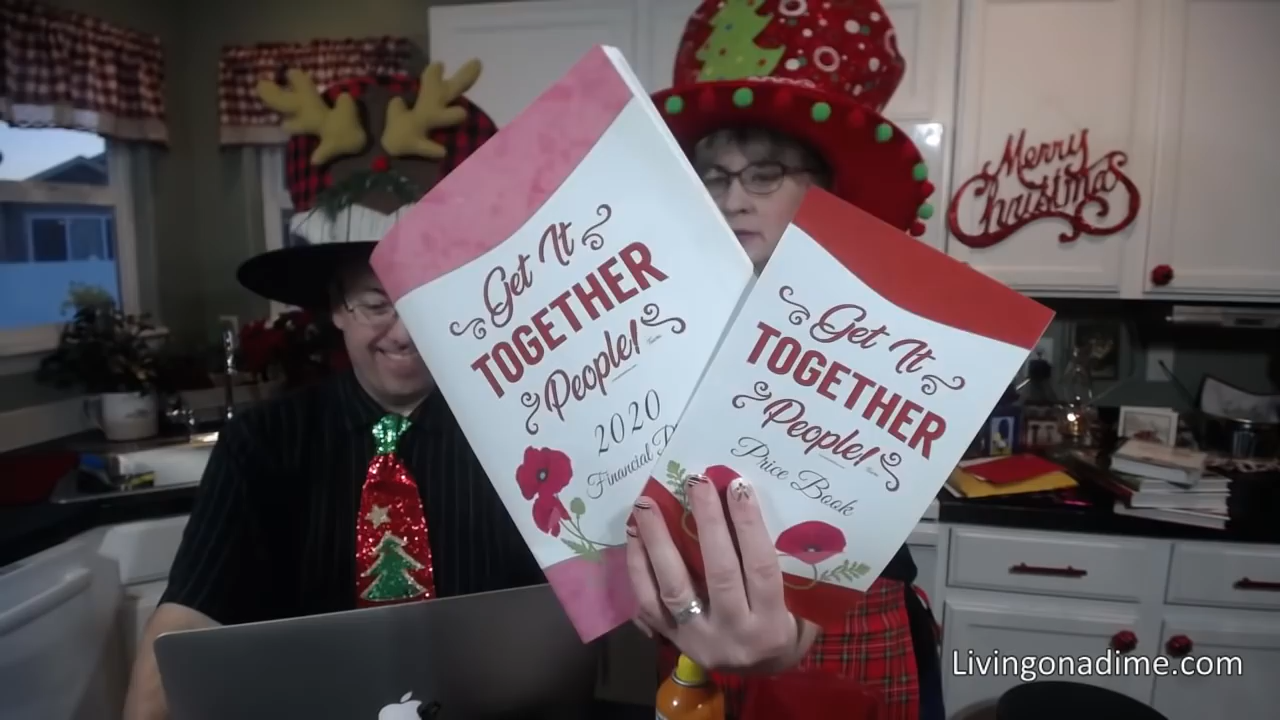 Get It
TOGETHER
People!
2020
Financial
Get It
TOGETHER
People!
Price Book
Merry
Christmas
Livingonadime.com